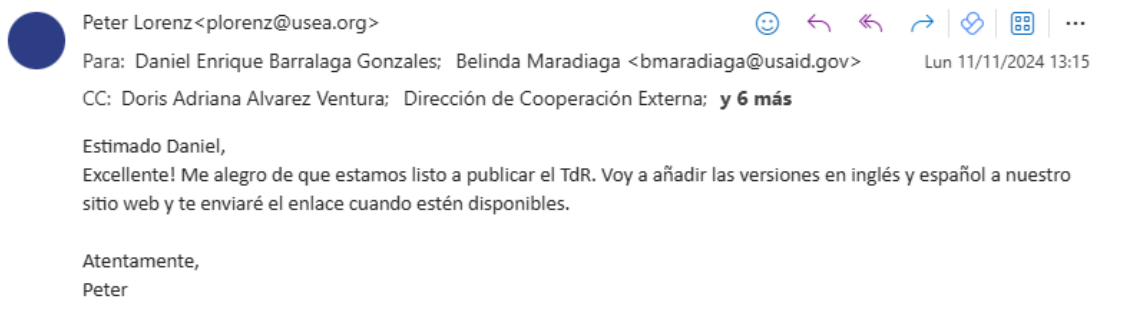 Peter Lorenz<plorenz@usea.org>
Para: Daniel Enrique Barralaga Gonzales; Belinda Maradiaga <bmaradiaga@usaid.gov> Lun 11/11/2024 13:15
CC: Doris Adriana Alvarez Ventura; Dirección de Cooperación Externa; y 6 más
Estimado Daniel,
Excellente! Me alegro de que estamos listo a publicar el TdR. Voy a añadir las versiones en inglés y español a nuestro
sitio web y te enviaré el enlace cuando estén disponibles.
Atentamente,
Peter